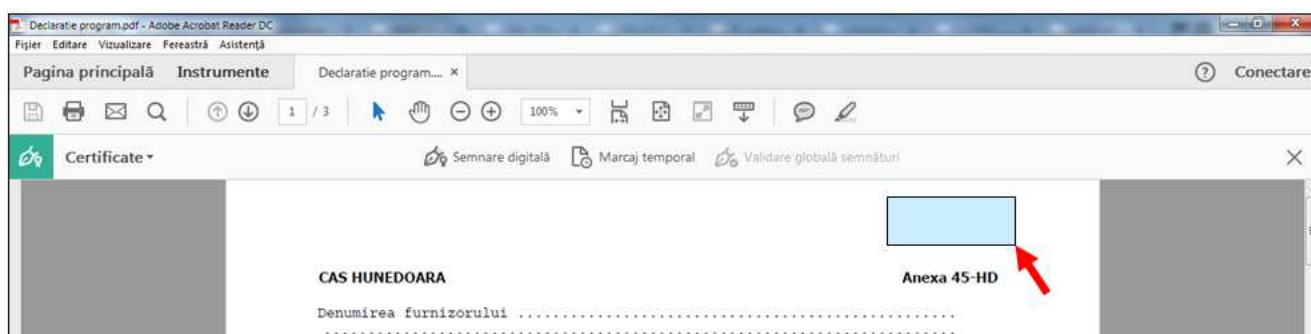 Declaratie program.pdf - Adobe Acrobat Reader DC
Fișier Editare Vizualizare Fereastră Asistență
Pagina principală Instrumente Declaratie program.... × ? Conectare
1 / 3 100%
Certificate Semnare digitală Marcaj temporal Validare globală semnături
CAS HUNEDOARA Anexa 45-HD
Denumirea furnizorului ....................................................
........................................................................